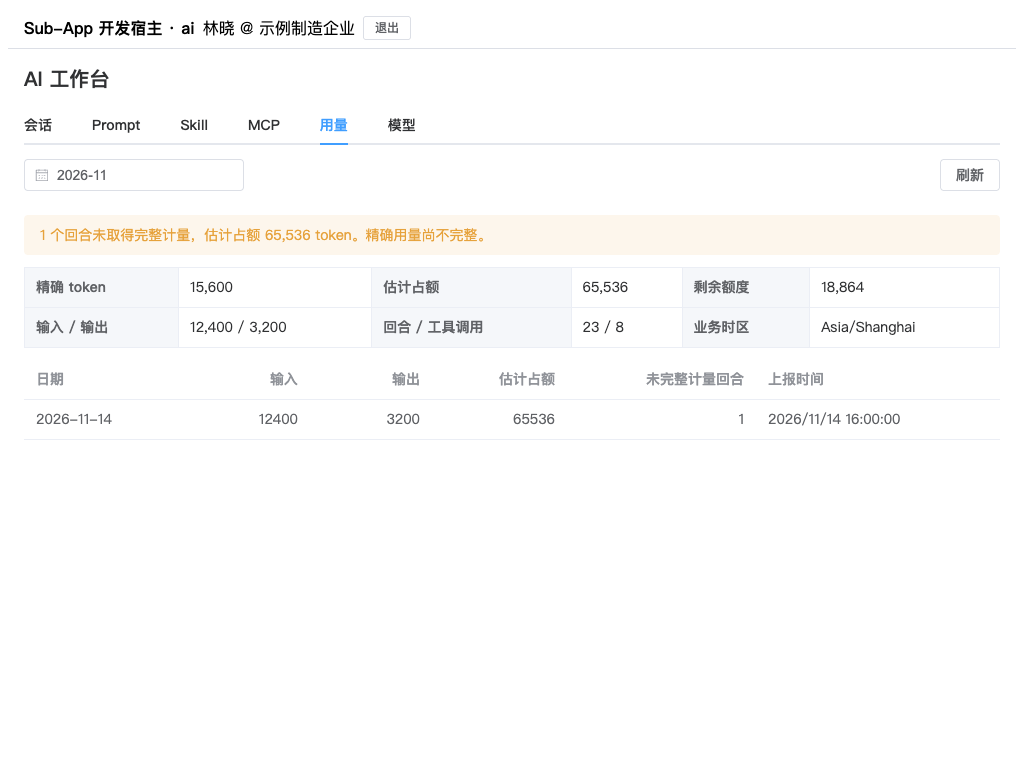 Sub-App 开发宿主 · ai 林晓 @ 示例制造企业 退出
AI 工作台
会话 Prompt Skill MCP 用量 模型
2026-11 刷新
1 个回合未取得完整计量，估计占额 65,536 token。精确用量尚不完整。
精确 token 15,600 估计占额 65,536 剩余额度 18,864
输入 / 输出 12,400 / 3,200 回合 / 工具调用 23 / 8 业务时区 Asia/Shanghai
日期 输入 输出 估计占额 未完整计量回合 上报时间
2026-11-14 12400 3200 65536 1 2026/11/14 16:00:00